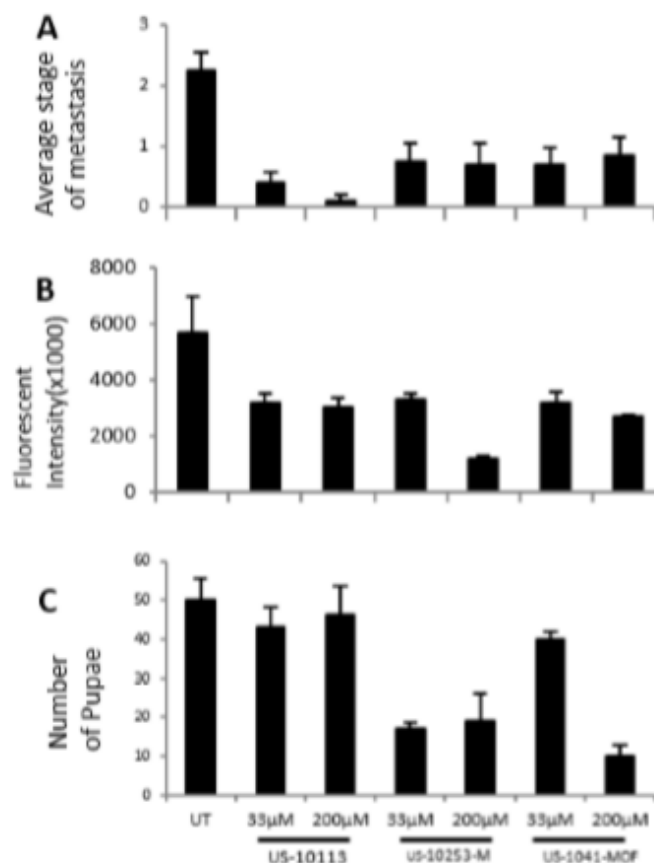 A
Average stage
of metastasis
3
2
1
0
B
Fluorescent
Intensity(x1000)
8000
6000
4000
2000
0
C
Number
of Pupae
60
50
40
30
20
10
0
UT 33µM 200µM 33µM 200µM 33µM 200µM
US-10113 US-10253-M US-1041-MOF